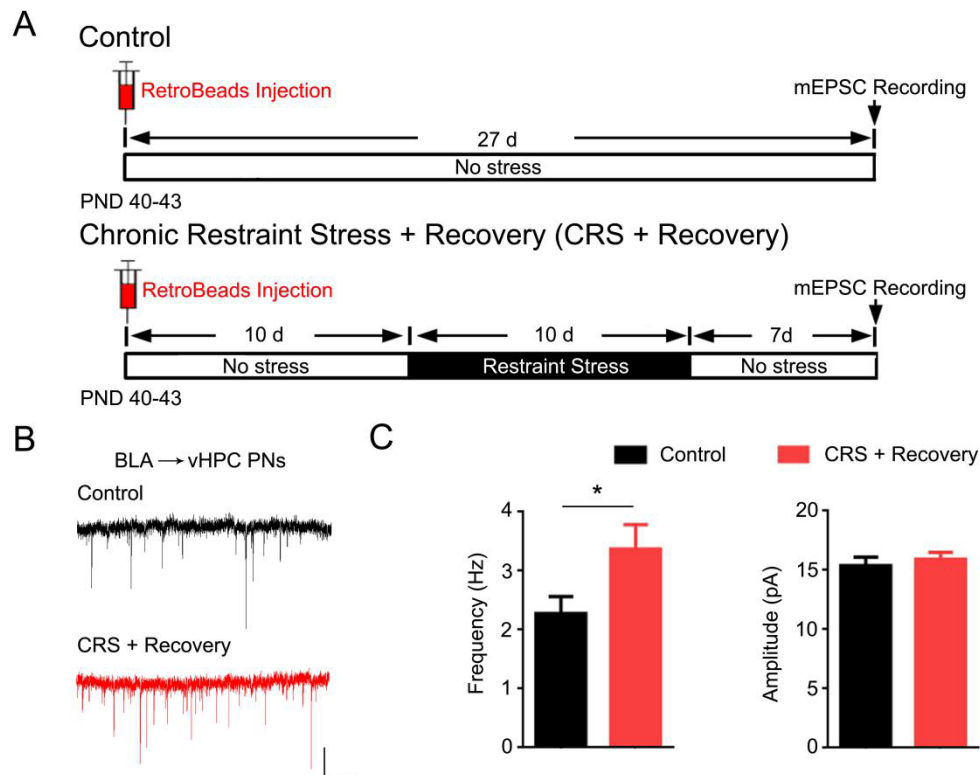 A
Control
RetroBeads Injection
mEPSC Recording
27 d
No stress
PND 40-43
Chronic Restraint Stress + Recovery (CRS + Recovery)
RetroBeads Injection
mEPSC Recording
10 d
10 d
7d
No stress
Restraint Stress
No stress
PND 40-43
B
BLA → vHPC PNs
Control
CRS + Recovery
C
Control
CRS + Recovery
Frequency (Hz)
4
3
2
1
0
*
Amplitude (pA)
20
15
10
5
0